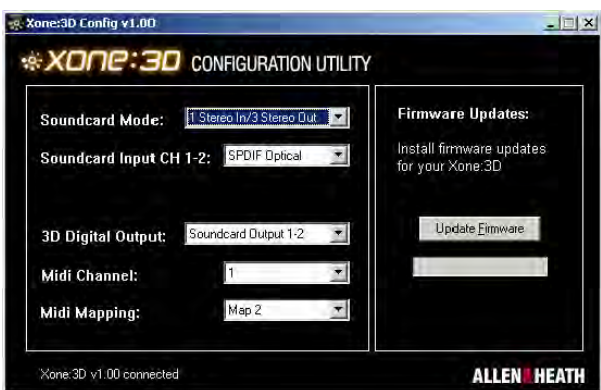 Xone:3D Config v1.00
XONE:3D CONFIGURATION UTILITY
Soundcard Mode: 1 Stereo In/3 Stereo Out
Soundcard Input CH 1-2: SPDIF Optical
3D Digital Output: Soundcard Output 1-2
Midi Channel: 1
Midi Mapping: Map 2
Firmware Updates:
Install firmware updates
for your Xone:3D
Update Firmware
Xone:3D v1.00 connected
ALLEN&HEATH